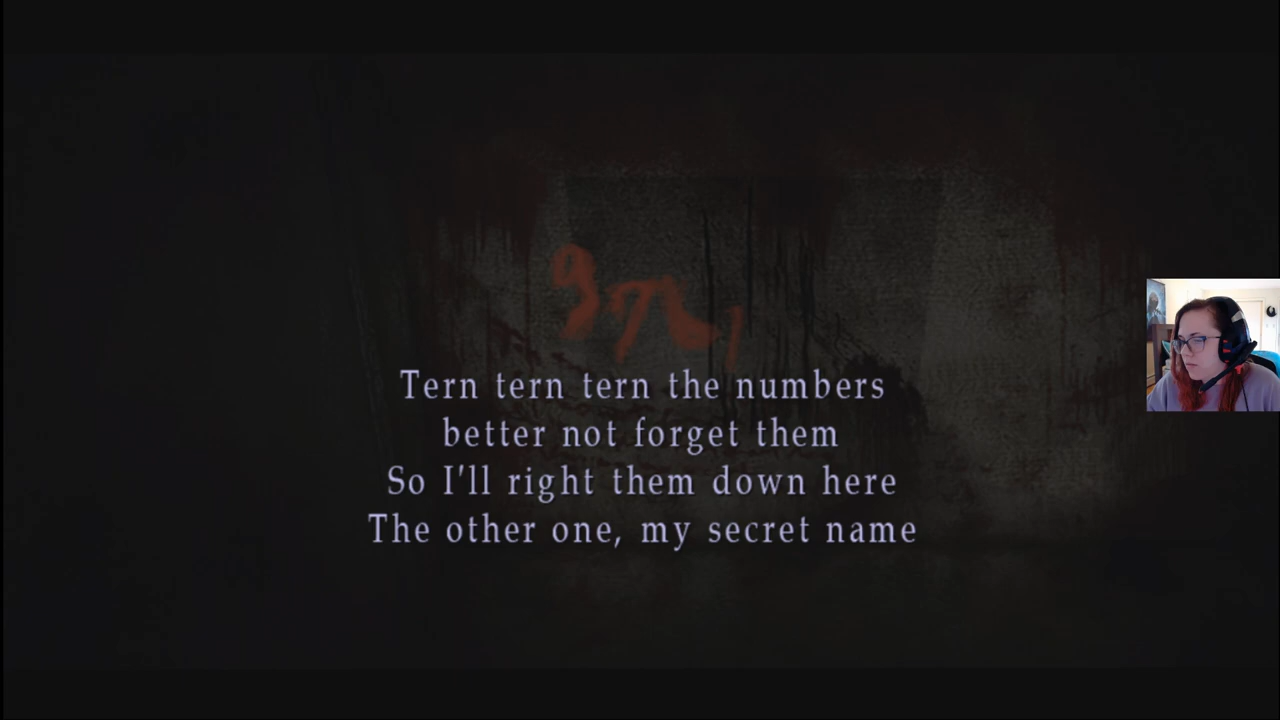 Tern tern tern the numbers
better not forget them
So I'll right them down here
The other one, my secret name